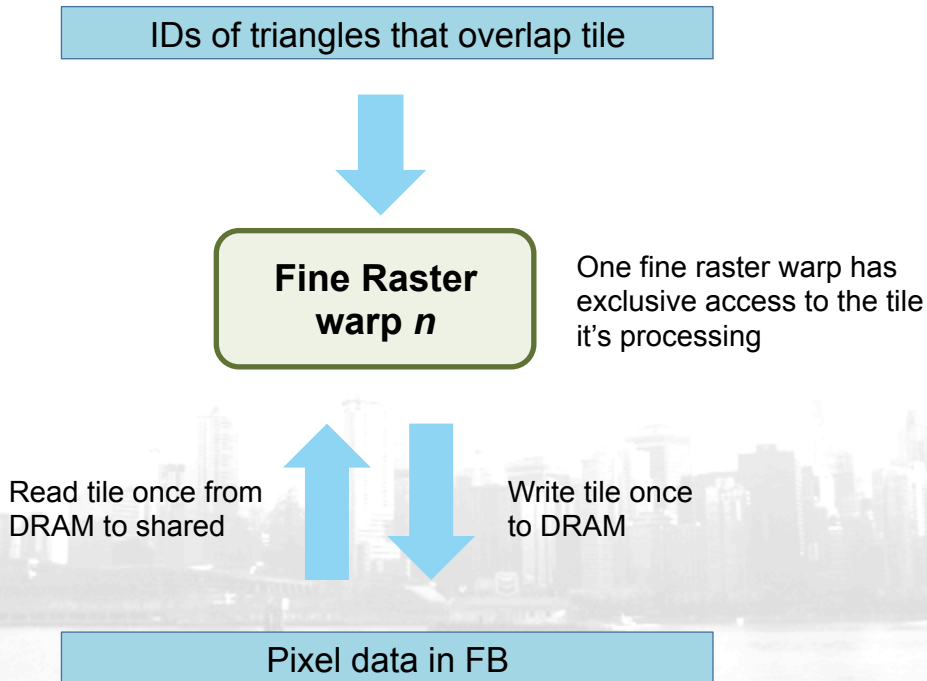 IDs of triangles that overlap tile
Fine Raster
warp n
One fine raster warp has
exclusive access to the tile
it's processing
Read tile once from
DRAM to shared
Write tile once
to DRAM
Pixel data in FB